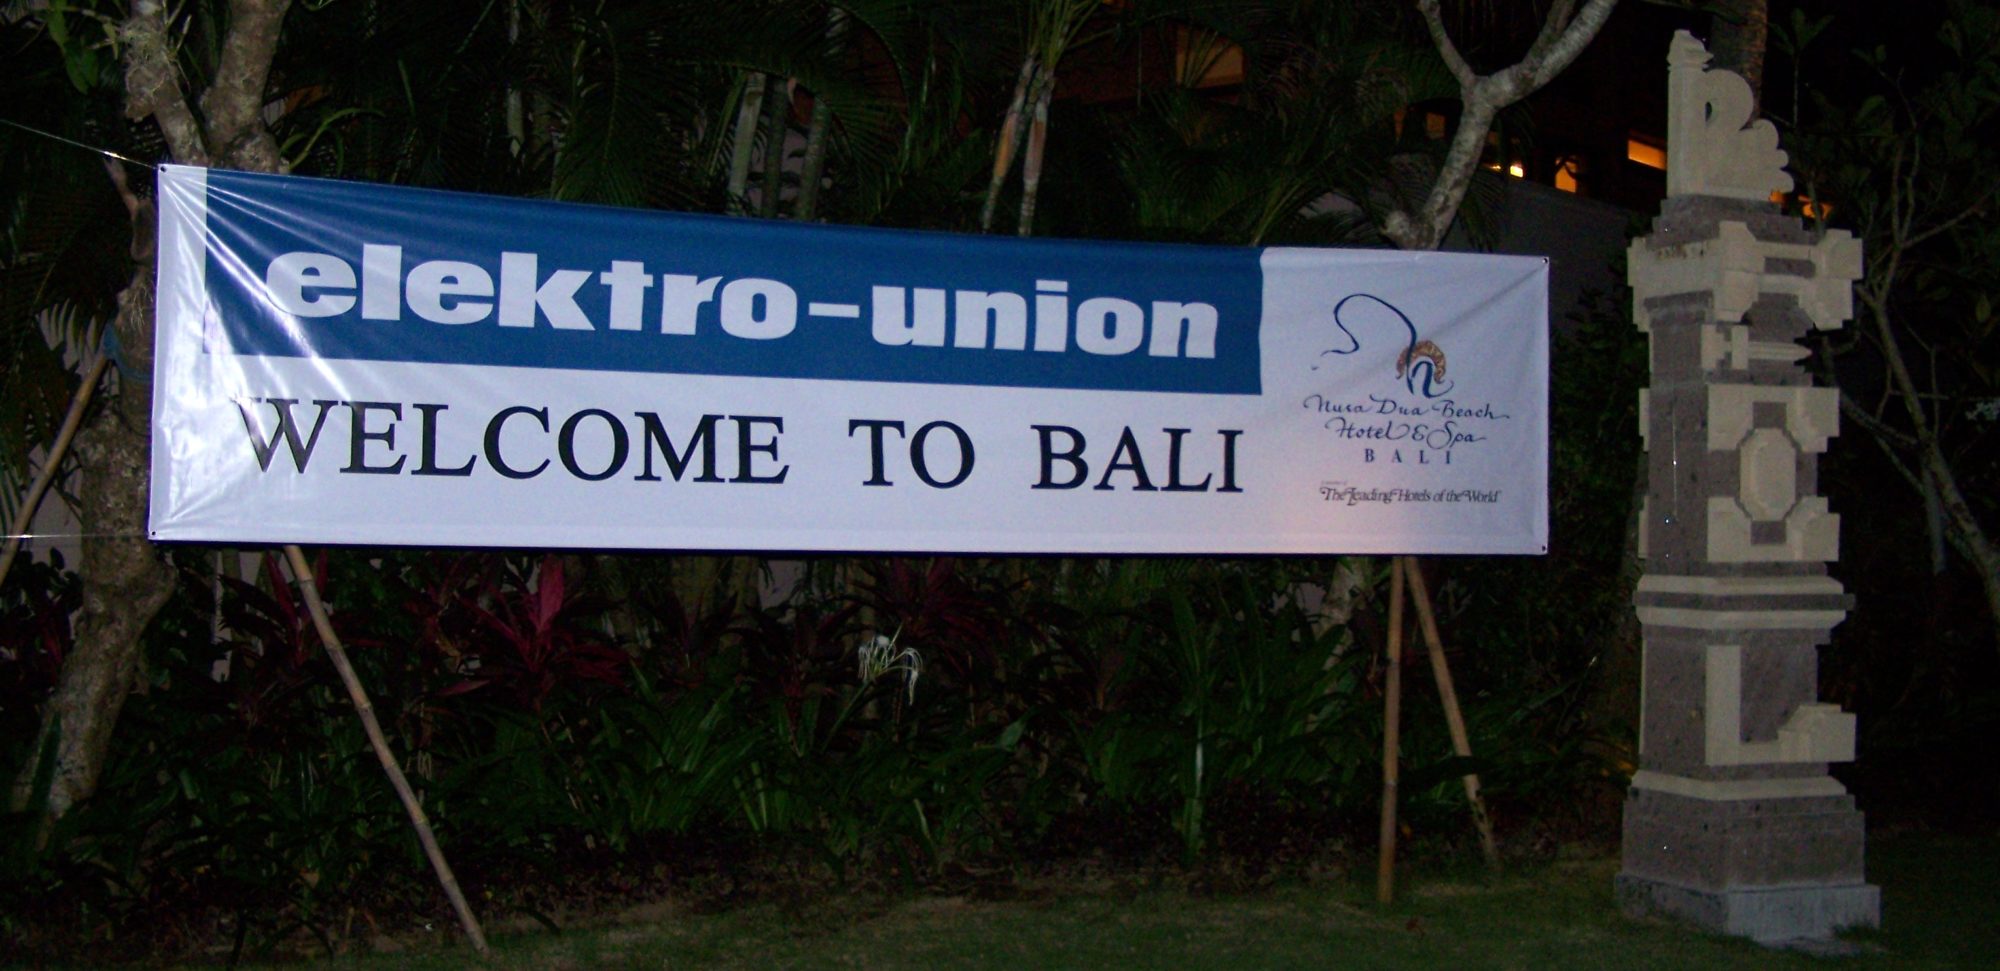 elektro-union
WELCOME TO BALI
Nusa Dua Beach
Hotel & Spa
BALI
The Leading Hotels of the World